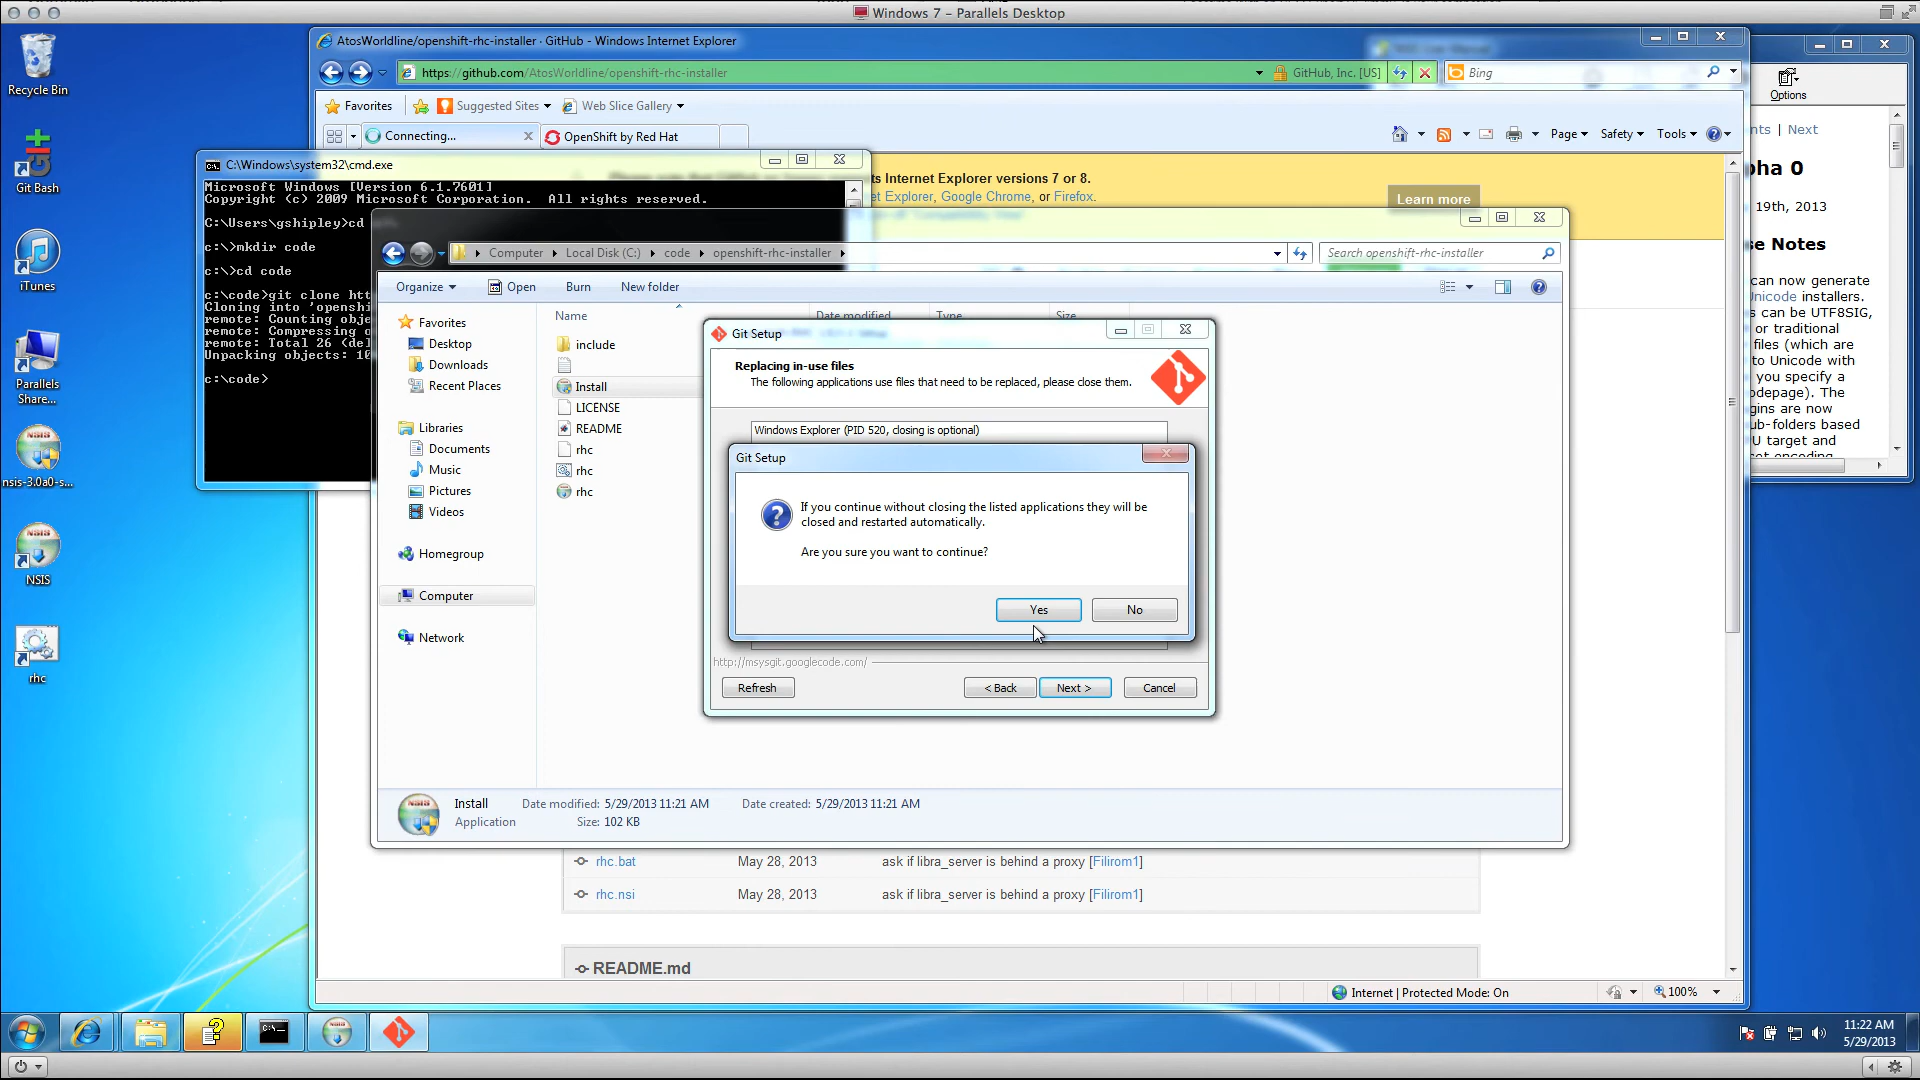 Windows 7 - Parallels Desktop
AtosWorldline/openshift-rhc-installer · GitHub - Windows Internet Explorer
https://github.com/AtosWorldline/openshift-rhc-installer
GitHub, Inc. [US]
Bing
Favorites
Suggested Sites
Web Slice Gallery
Connecting...
OpenShift by Red Hat
Page
Safety
Tools
Options
Recycle Bin
Git Bash
iTunes
Parallels Share...
nsis-3.0a0-s...
NSIS
rhc
C:\Windows\system32\cmd.exe
Microsoft Windows [Version 6.1.7601]
Copyright (c) 2009 Microsoft Corporation.  All rights reserved.
C:\Users\gshipley>cd
c:\>mkdir code
c:\>cd code
c:\code>git clone htt
Cloning into 'openshi
remote: Counting obje
remote: Compressing o
remote: Total 26 (del
Unpacking objects: 10
c:\code>
ts Internet Explorer versions 7 or 8.
et Explorer, Google Chrome, or Firefox.
Learn more
nts | Next
pha 0
19th, 2013
se Notes
can now generate
Unicode installers.
s can be UTF8SIG,
or traditional
files (which are
to Unicode with
you specify a
odepage). The
gins are now
ub-folders based
U target and
set encoding
Computer
Local Disk (C:)
code
openshift-rhc-installer
Search openshift-rhc-installer
Organize
Open
Burn
New folder
Name
Date modified
Type
Size
Favorites
Desktop
Downloads
Recent Places
Libraries
Documents
Music
Pictures
Videos
Homegroup
Computer
Network
include
Install
LICENSE
README
rhc
rhc
rhc
Git Setup
Replacing in-use files
The following applications use files that need to be replaced, please close them.
Windows Explorer (PID 520, closing is optional)
Git Setup
If you continue without closing the listed applications they will be
closed and restarted automatically.
Are you sure you want to continue?
Yes
No
http://msysgit.googlecode.com/
Refresh
< Back
Next >
Cancel
Install
Date modified: 5/29/2013 11:21 AM
Date created: 5/29/2013 11:21 AM
Application
Size: 102 KB
rhc.bat
May 28, 2013
ask if libra_server is behind a proxy [Filirom1]
rhc.nsi
May 28, 2013
ask if libra_server is behind a proxy [Filirom1]
README.md
Internet | Protected Mode: On
100%
11:22 AM
5/29/2013